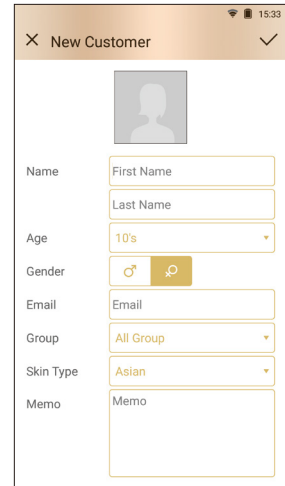 15:33
New Customer
Name First Name
Last Name
Age 10's
Gender
Email Email
Group All Group
Skin Type Asian
Memo Memo